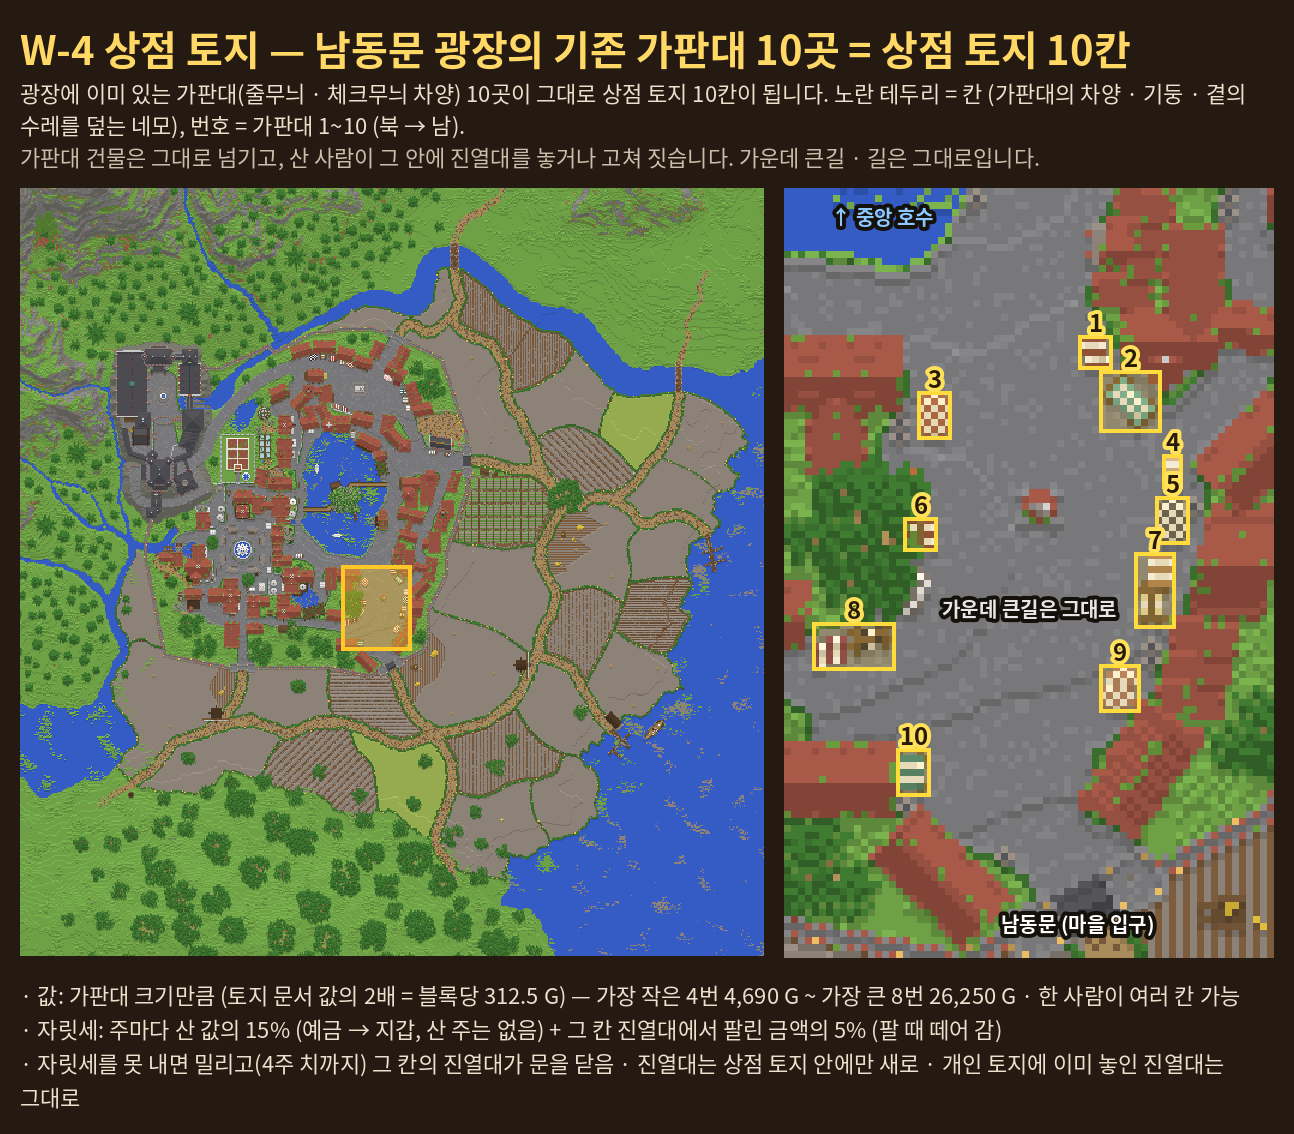 W-4 상점 토지 — 남동문 광장의 기존 가판대 10곳 = 상점 토지 10칸
광장에 이미 있는 가판대(줄무늬 · 체크무늬 차양) 10곳이 그대로 상점 토지 10칸이 됩니다. 노란 테두리 = 칸 (가판대의 차양 · 기둥 · 곁의
수레를 덮는 네모), 번호 = 가판대 1~10 (북 → 남).
가판대 건물은 그대로 넘기고, 산 사람이 그 안에 진열대를 놓거나 고쳐 짓습니다. 가운데 큰길 · 길은 그대로입니다.
↑ 중앙 호수
1
2
3
4
5
6
7
가운데 큰길은 그대로
8
9
10
남동문 (마을 입구)
· 값: 가판대 크기만큼 (토지 문서 값의 2배 = 블록당 312.5 G) — 가장 작은 4번 4,690 G ~ 가장 큰 8번 26,250 G · 한 사람이 여러 칸 가능
· 자릿세: 주마다 산 값의 15% (예금 → 지갑, 산 주는 없음) + 그 칸 진열대에서 팔린 금액의 5% (팔 때 떼어 감)
· 자릿세를 못 내면 밀리고(4주 치까지) 그 칸의 진열대가 문을 닫음 · 진열대는 상점 토지 안에만 새로 · 개인 토지에 이미 놓인 진열대는
그대로